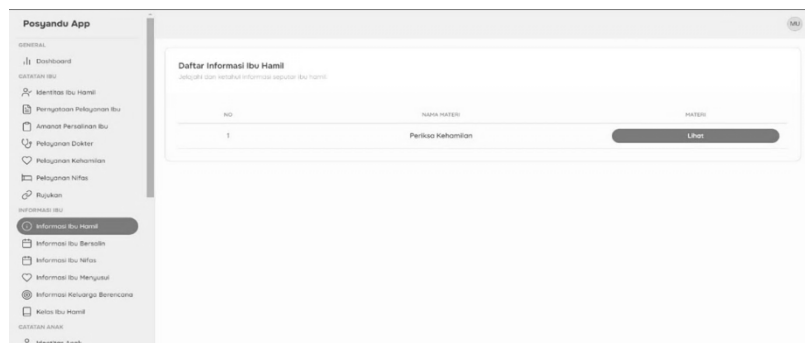 Posyandu App
MU
GENERAL
Dashboard
CATATAN IBU
Identitas Ibu Hamil
Pernyataan Pelayanan Ibu
Amanat Persalinan Ibu
Pelayanan Dokter
Pelayanan Kehamilan
Pelayanan Nifas
Rujukan
INFORMASI IBU
Informasi Ibu Hamil
Informasi Ibu Bersalin
Informasi Ibu Nifas
Informasi Ibu Menyusui
Informasi Keluarga Berencana
Kelas Ibu Hamil
CATATAN ANAK
Identitas Anak
Daftar Informasi Ibu Hamil
Jelajahi dan ketahui informasi seputar ibu hamil
NO NAMA MATERI MATERI
1 Periksa Kehamilan Lihat